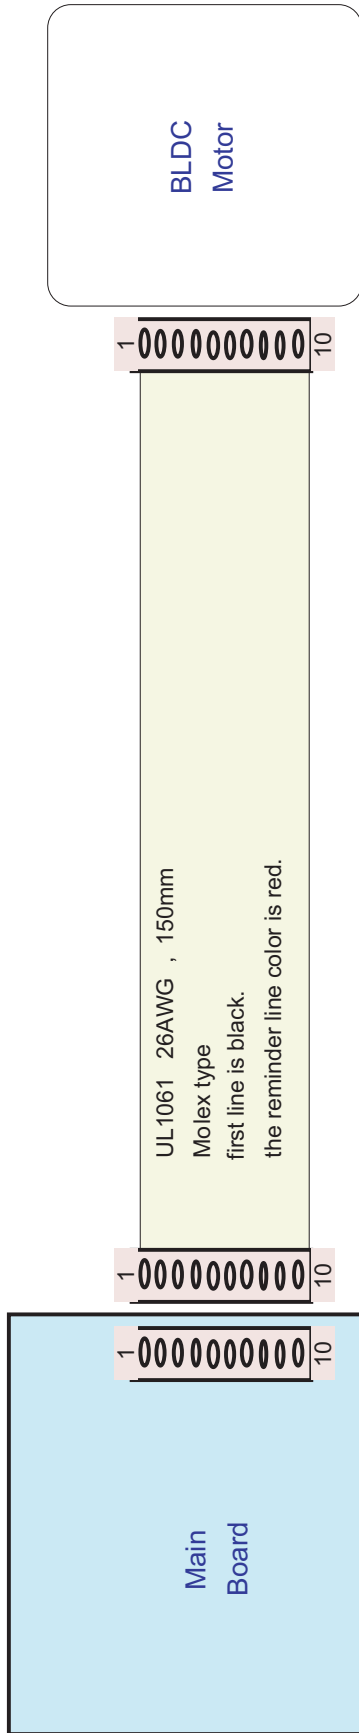 Main
Board
1
10
1
10
UL1061 26AWG , 150mm
Molex type
first line is black.
the reminder line color is red.
1
10
BLDC
Motor